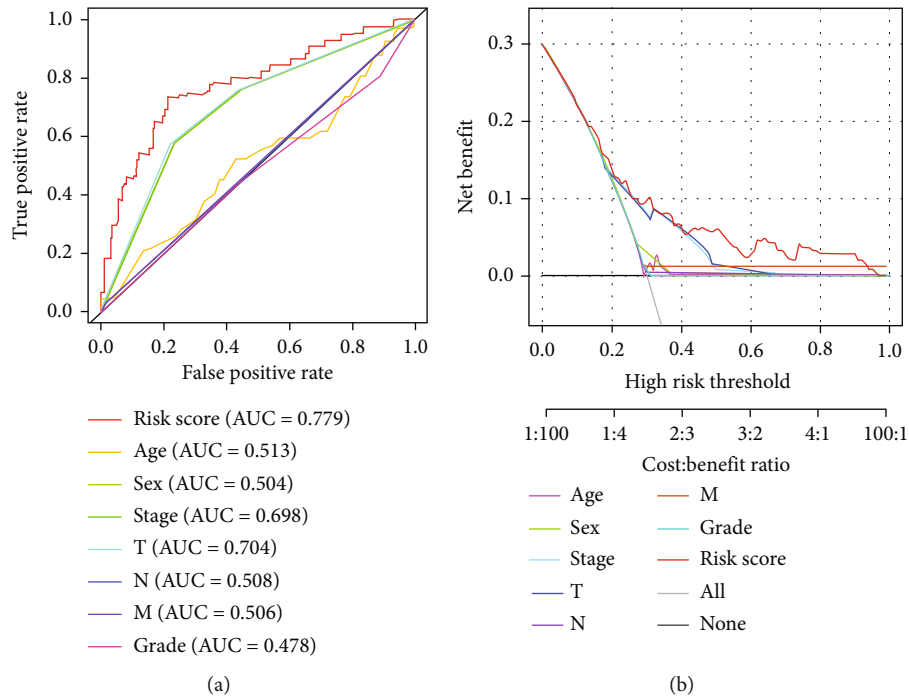 True positive rate
1.0
0.8
0.6
0.4
0.2
0.0
0.0 0.2 0.4 0.6 0.8 1.0
False positive rate
Risk score (AUC = 0.779)
Age (AUC = 0.513)
Sex (AUC = 0.504)
Stage (AUC = 0.698)
T (AUC = 0.704)
N (AUC = 0.508)
M (AUC = 0.506)
Grade (AUC = 0.478)
(a)
Net benefit
0.3
0.2
0.1
0.0
0.0 0.2 0.4 0.6 0.8 1.0
High risk threshold
1:100 1:4 2:3 3:2 4:1 100:1
Cost:benefit ratio
Age M
Sex Grade
Stage Risk score
T All
N None
(b)